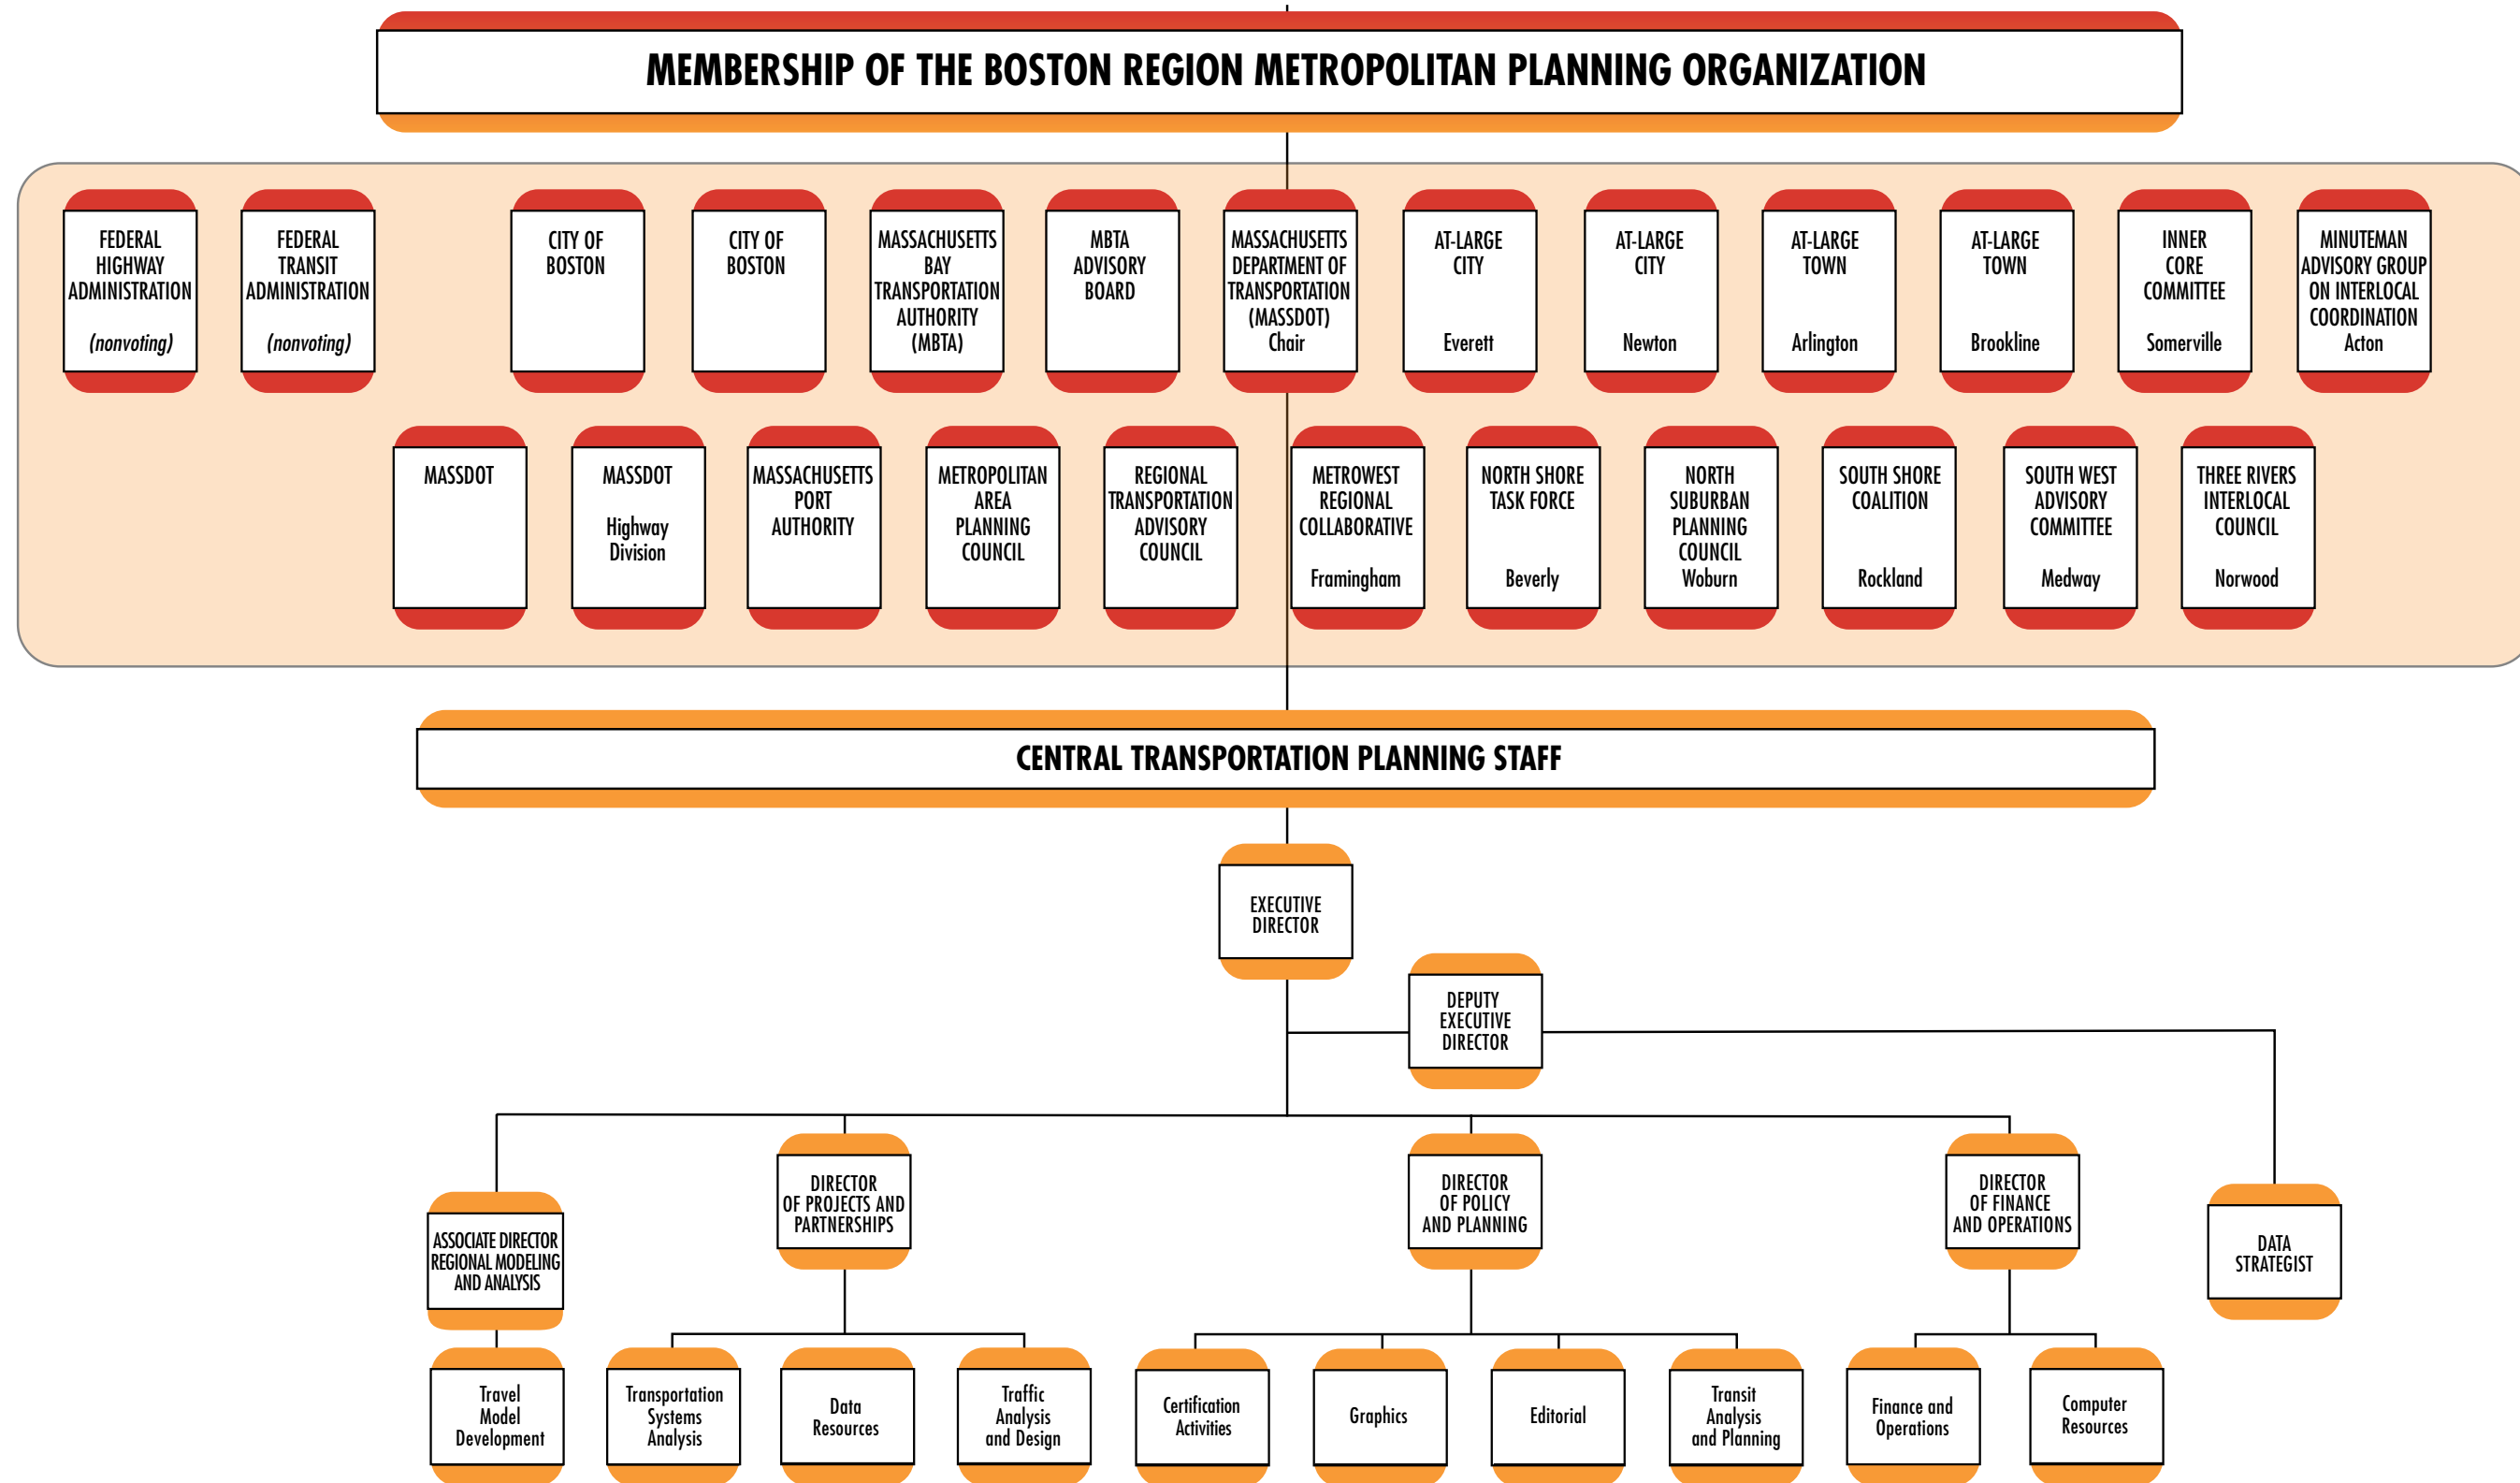 MEMBERSHIP OF THE BOSTON REGION METROPOLITAN PLANNING ORGANIZATION
FEDERAL
HIGHWAY
ADMINISTRATION
(nonvoting)
FEDERAL
TRANSIT
ADMINISTRATION
(nonvoting)
CITY OF
BOSTON
CITY OF
BOSTON
MASSACHUSETTS
BAY
TRANSPORTATION
AUTHORITY
(MBTA)
MBTA
ADVISORY
BOARD
MASSACHUSETTS
DEPARTMENT OF
TRANSPORTATION
(MASSDOT)
Chair
AT-LARGE
CITY
Everett
AT-LARGE
CITY
Newton
AT-LARGE
TOWN
Arlington
AT-LARGE
TOWN
Brookline
INNER
CORE
COMMITTEE
Somerville
MINUTEMAN
ADVISORY GROUP
ON INTERLOCAL
COORDINATION
Acton
MASSDOT
MASSDOT
Highway
Division
MASSACHUSETTS
PORT
AUTHORITY
METROPOLITAN
AREA
PLANNING
COUNCIL
REGIONAL
TRANSPORTATION
ADVISORY
COUNCIL
METROWEST
REGIONAL
COLLABORATIVE
Framingham
NORTH SHORE
TASK FORCE
Beverly
NORTH
SUBURBAN
PLANNING
COUNCIL
Woburn
SOUTH SHORE
COALITION
Rockland
SOUTH WEST
ADVISORY
COMMITTEE
Medway
THREE RIVERS
INTERLOCAL
COUNCIL
Norwood
CENTRAL TRANSPORTATION PLANNING STAFF
EXECUTIVE
DIRECTOR
DEPUTY
EXECUTIVE
DIRECTOR
ASSOCIATE DIRECTOR
REGIONAL MODELING
AND ANALYSIS
DIRECTOR
OF PROJECTS AND
PARTNERSHIPS
DIRECTOR
OF POLICY
AND PLANNING
DIRECTOR
OF FINANCE
AND OPERATIONS
DATA
STRATEGIST
Travel
Model
Development
Transportation
Systems
Analysis
Data
Resources
Traffic
Analysis
and Design
Certification
Activities
Graphics
Editorial
Transit
Analysis
and Planning
Finance and
Operations
Computer
Resources